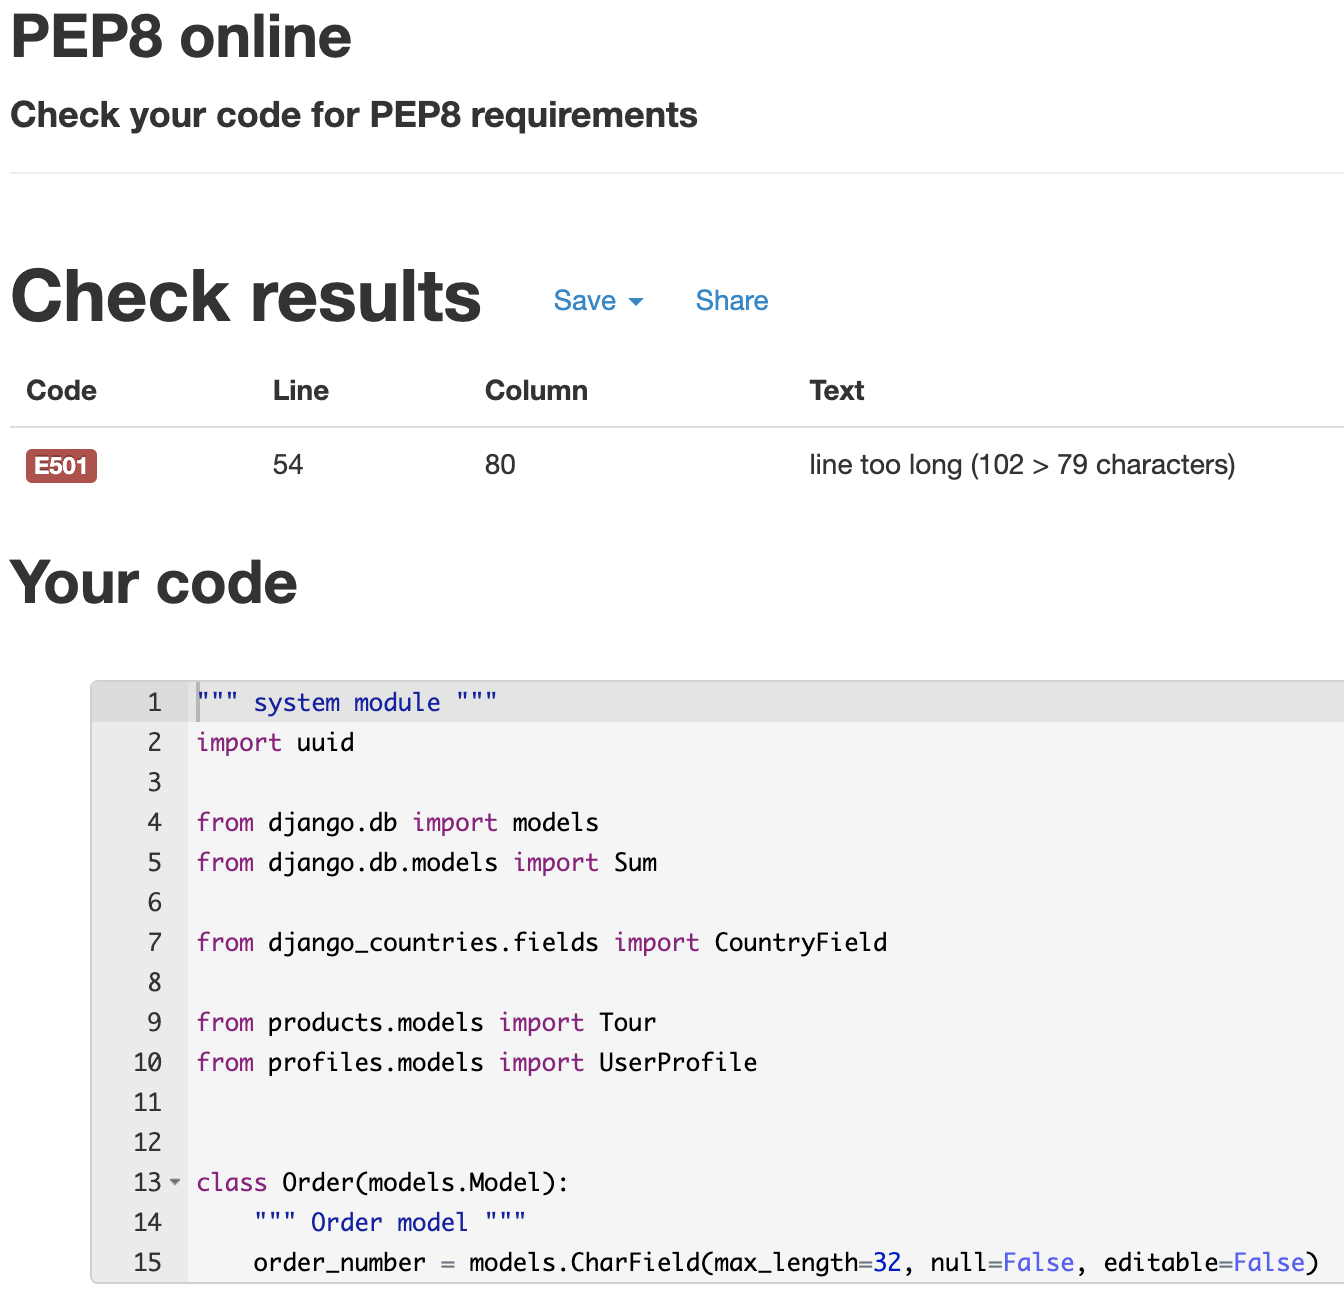 PEP8 online
Check your code for PEP8 requirements
Check results Save Share
Code Line Column Text
E501 54 80 line too long (102 > 79 characters)
Your code
1 """ system module """
2 import uuid
3
4 from django.db import models
5 from django.db.models import Sum
6
7 from django_countries.fields import CountryField
8
9 from products.models import Tour
10 from profiles.models import UserProfile
11
12
13 class Order(models.Model):
14     """ Order model """
15     order_number = models.CharField(max_length=32, null=False, editable=False)